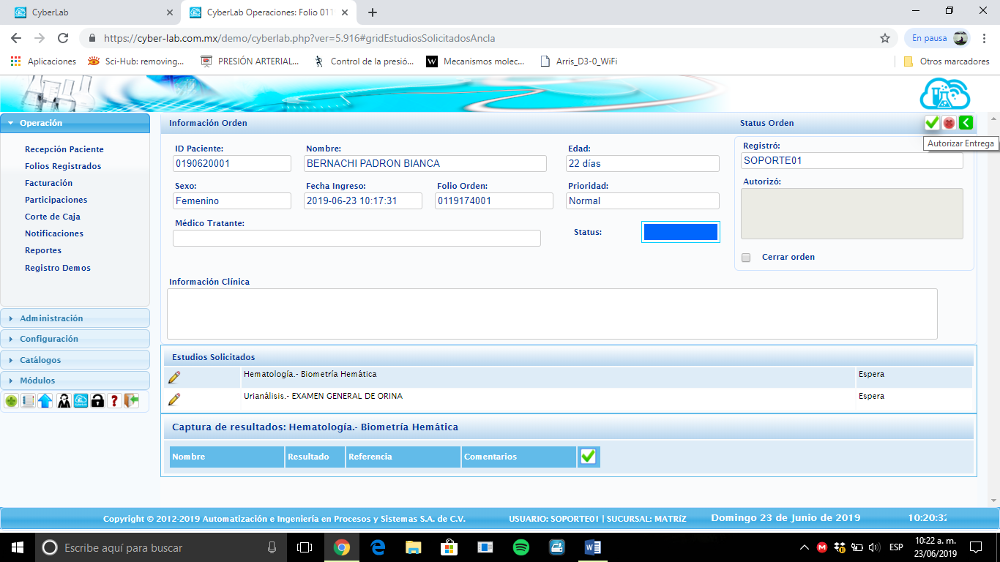 CyberLab
CyberLab Operaciones: Folio 011
https://cyber-lab.com.mx/demo/cyberlab.php?ver=5.916#gridEstudiosSolicitadosAncla
En pausa
Aplicaciones
Sci-Hub: removing...
PRESIÓN ARTERIAL...
Control de la presió...
Mecanismos molec...
Arris_D3-0_WiFi
Otros marcadores
Operación
Recepción Paciente
Folios Registrados
Facturación
Participaciones
Corte de Caja
Notificaciones
Reportes
Registro Demos
Administración
Configuración
Catálogos
Módulos
Información Orden
Status Orden
Autorizar Entrega
ID Paciente:
0190620001
Nombre:
BERNACHI PADRON BIANCA
Edad:
22 días
Sexo:
Femenino
Fecha Ingreso:
2019-06-23 10:17:31
Folio Orden:
0119174001
Prioridad:
Normal
Médico Tratante:
Status:
Registró:
SOPORTE01
Autorizó:
Cerrar orden
Información Clínica
Estudios Solicitados
Hematología.- Biometría Hemática Espera
Urianálisis.- EXAMEN GENERAL DE ORINA Espera
Captura de resultados: Hematología.- Biometría Hemática
Nombre Resultado Referencia Comentarios
Copyright © 2012-2019 Automatización e Ingeniería en Procesos y Sistemas S.A. de C.V. USUARIO: SOPORTE01 | SUCURSAL: MATRíZ Domingo 23 de Junio de 2019 10:20:32
Escribe aquí para buscar
ESP
10:22 a. m.
23/06/2019